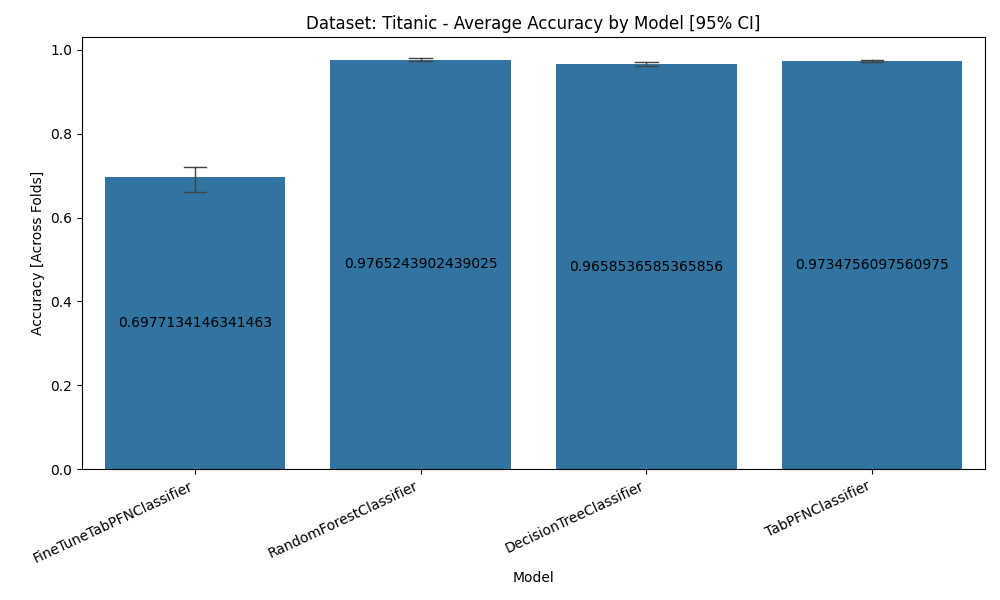 Dataset: Titanic - Average Accuracy by Model [95% CI]
Accuracy [Across Folds]
1.0
0.8
0.6
0.4
0.2
0.0
0.6977134146341463
0.9765243902439025
0.9658536585365856
0.9734756097560975
FineTuneTabPFNClassifier
RandomForestClassifier
DecisionTreeClassifier
TabPFNClassifier
Model